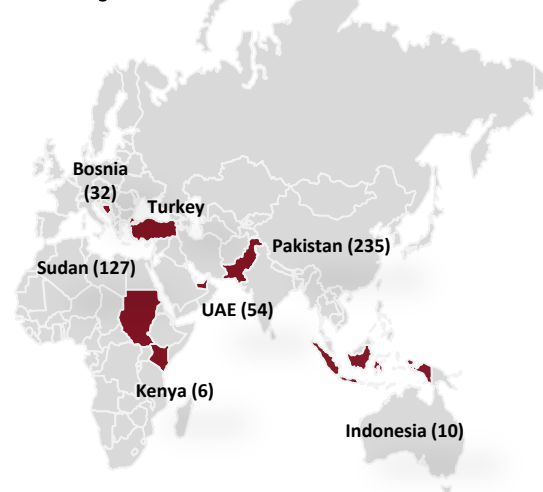 Bosnia
(32)
Turkey
Pakistan (235)
Sudan (127)
UAE (54)
Kenya (6)
Indonesia (10)